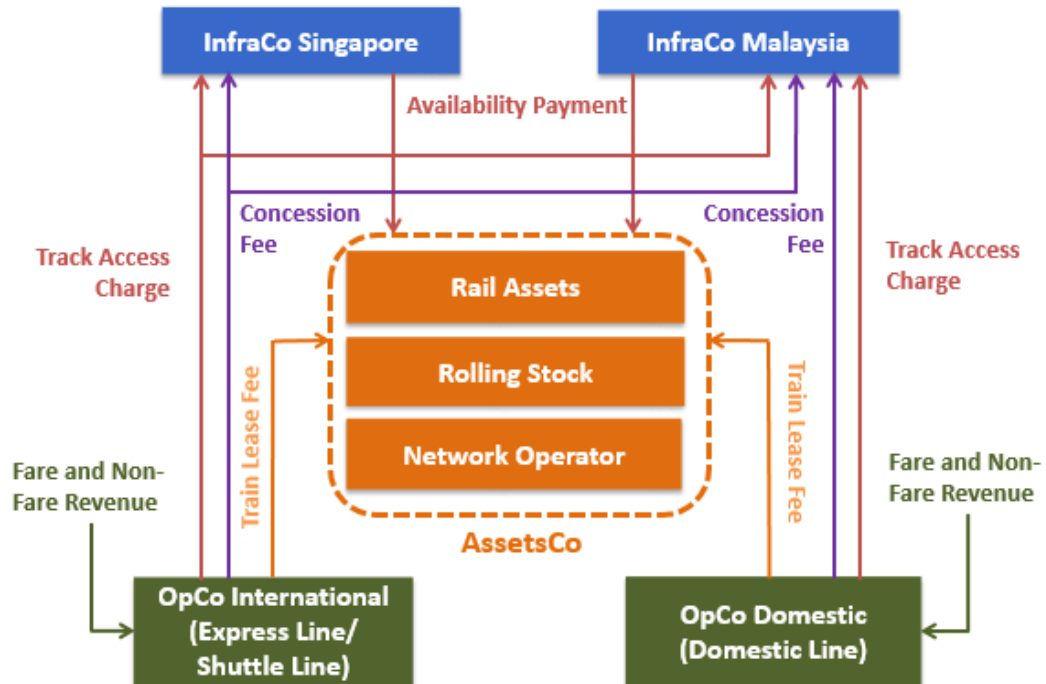 InfraCo Singapore
InfraCo Malaysia
Availability Payment
Concession
Fee
Concession
Fee
Track Access
Charge
Track Access
Charge
Rail Assets
Rolling Stock
Network Operator
AssetsCo
Train Lease Fee
Train Lease Fee
Fare and Non-
Fare Revenue
Fare and Non-
Fare Revenue
OpCo International
(Express Line/
Shuttle Line)
OpCo Domestic
(Domestic Line)